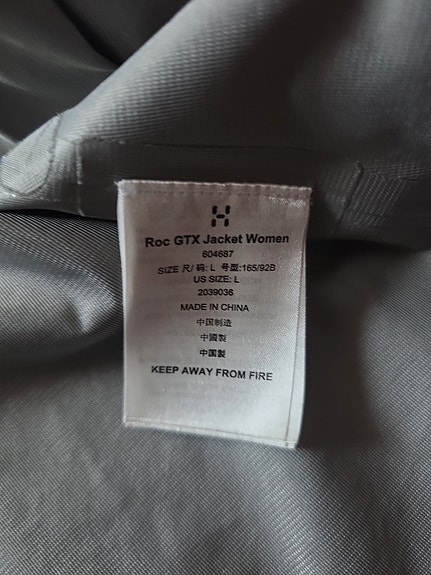 Roc GTX Jacket Women
604687
SIZE 尺/码: L 号型:165/92B
US SIZE: L
2039036
MADE IN CHINA
中国制造
中國製
中国製
KEEP AWAY FROM FIRE